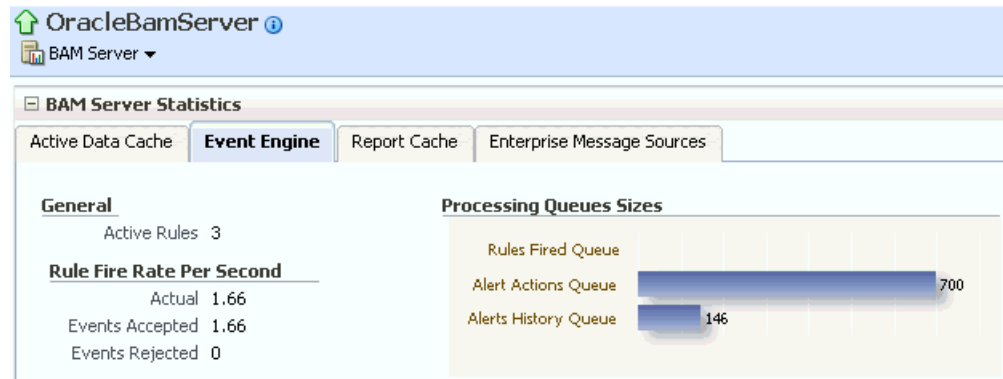 OracleBamServer
BAM Server
BAM Server Statistics
Active Data Cache
Event Engine
Report Cache
Enterprise Message Sources
General
Active Rules 3
Rule Fire Rate Per Second
Actual 1.66
Events Accepted 1.66
Events Rejected 0
Processing Queues Sizes
Rules Fired Queue
Alert Actions Queue 700
Alerts History Queue 146